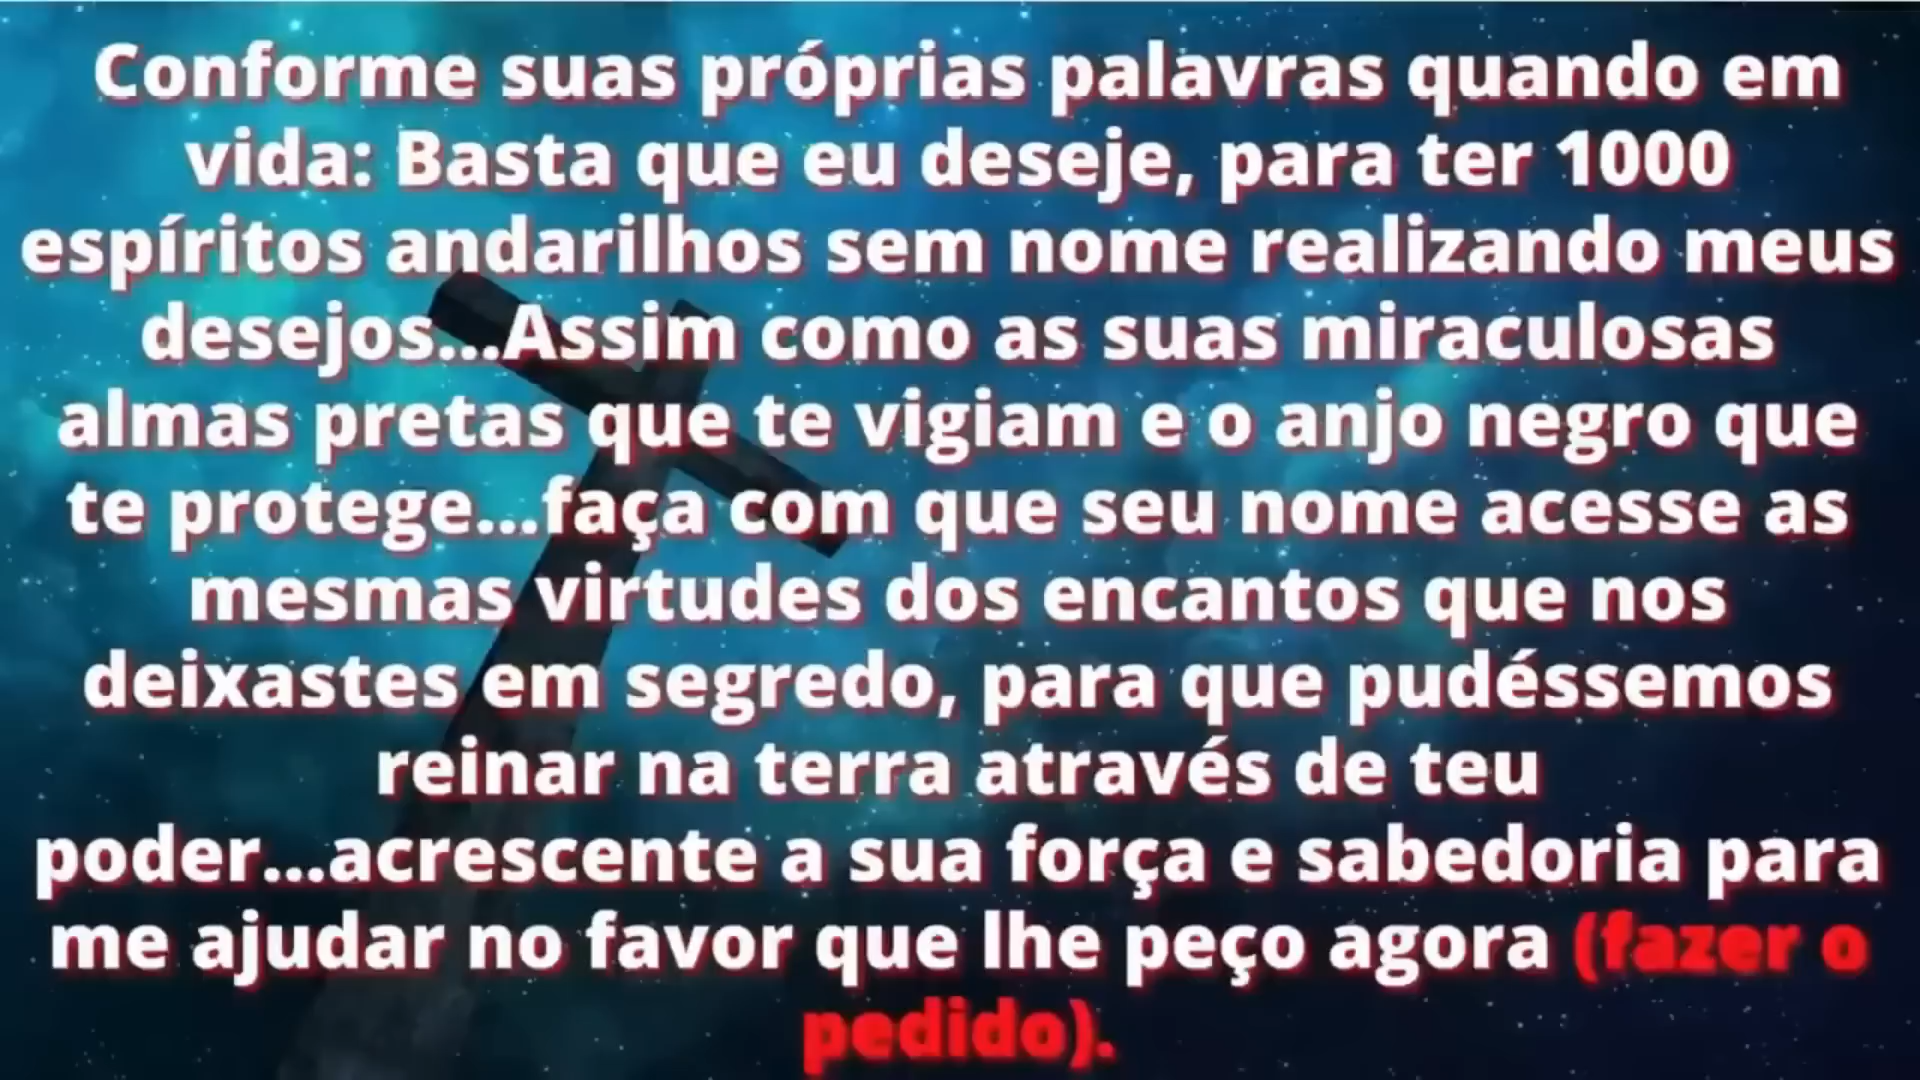 Conforme suas próprias palavras quando em
vida: Basta que eu deseje, para ter 1000
espíritos andarilhos sem nome realizando meus
desejos...Assim como as suas miraculosas
almas pretas que te vigiam e o anjo negro que
te protege...faça com que seu nome acesse as
mesmas virtudes dos encantos que nos
deixastes em segredo, para que pudéssemos
reinar na terra através de teu
poder...acrescente a sua força e sabedoria para
me ajudar no favor que lhe peço agora (fazer o
pedido).